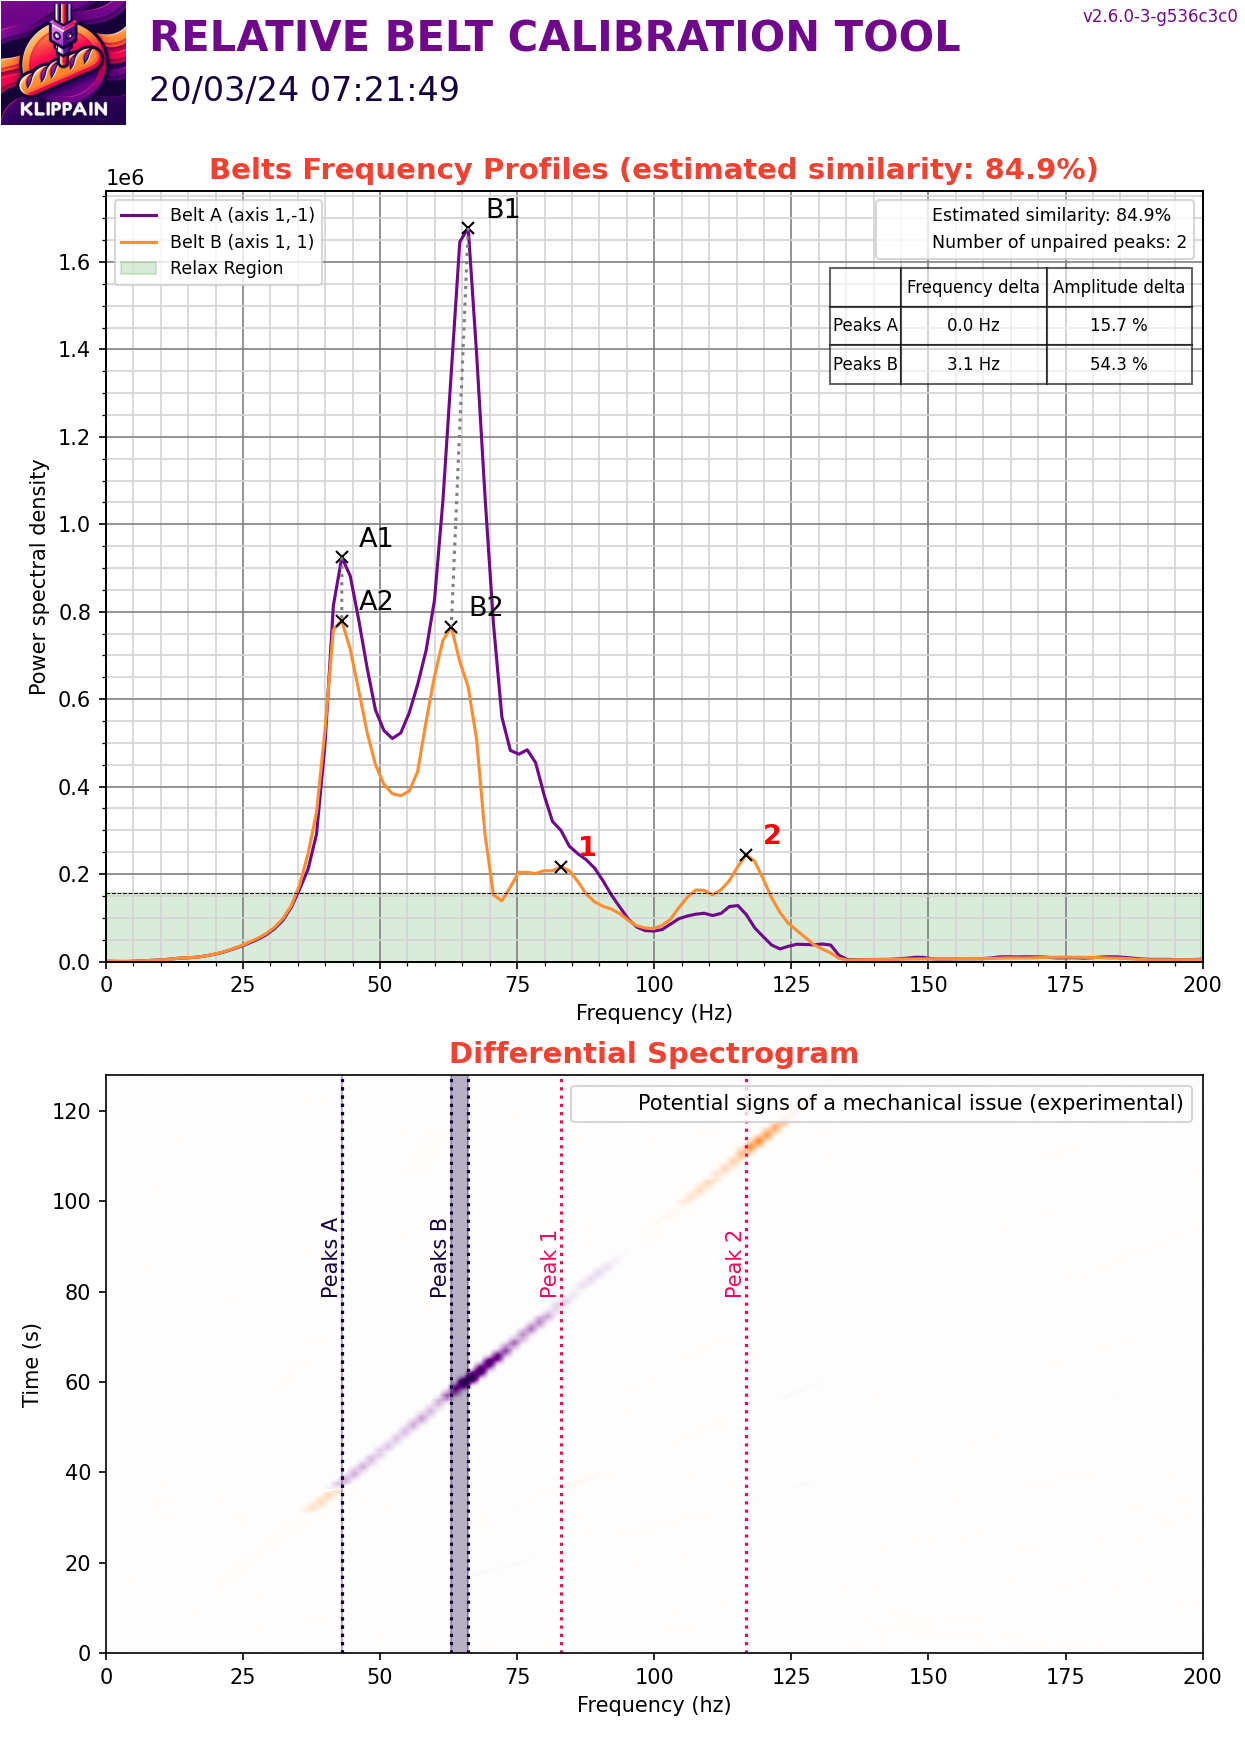 v2.6.0-3-g536c3c0
RELATIVE BELT CALIBRATION TOOL
20/03/24 07:21:49
KLIPPAIN
Belts Frequency Profiles (estimated similarity: 84.9%)
1e6
Belt A (axis 1,-1)
Belt B (axis 1, 1)
Relax Region
Estimated similarity: 84.9%
Number of unpaired peaks: 2
Frequency delta Amplitude delta
Peaks A 0.0 Hz 15.7 %
Peaks B 3.1 Hz 54.3 %
B1
A1
A2
B2
1
2
Power spectral density
1.6
1.4
1.2
1.0
0.8
0.6
0.4
0.2
0.0
0 25 50 75 100 125 150 175 200
Frequency (Hz)
Differential Spectrogram
Potential signs of a mechanical issue (experimental)
Peaks A
Peaks B
Peak 1
Peak 2
Time (s)
120
100
80
60
40
20
0
0 25 50 75 100 125 150 175 200
Frequency (hz)